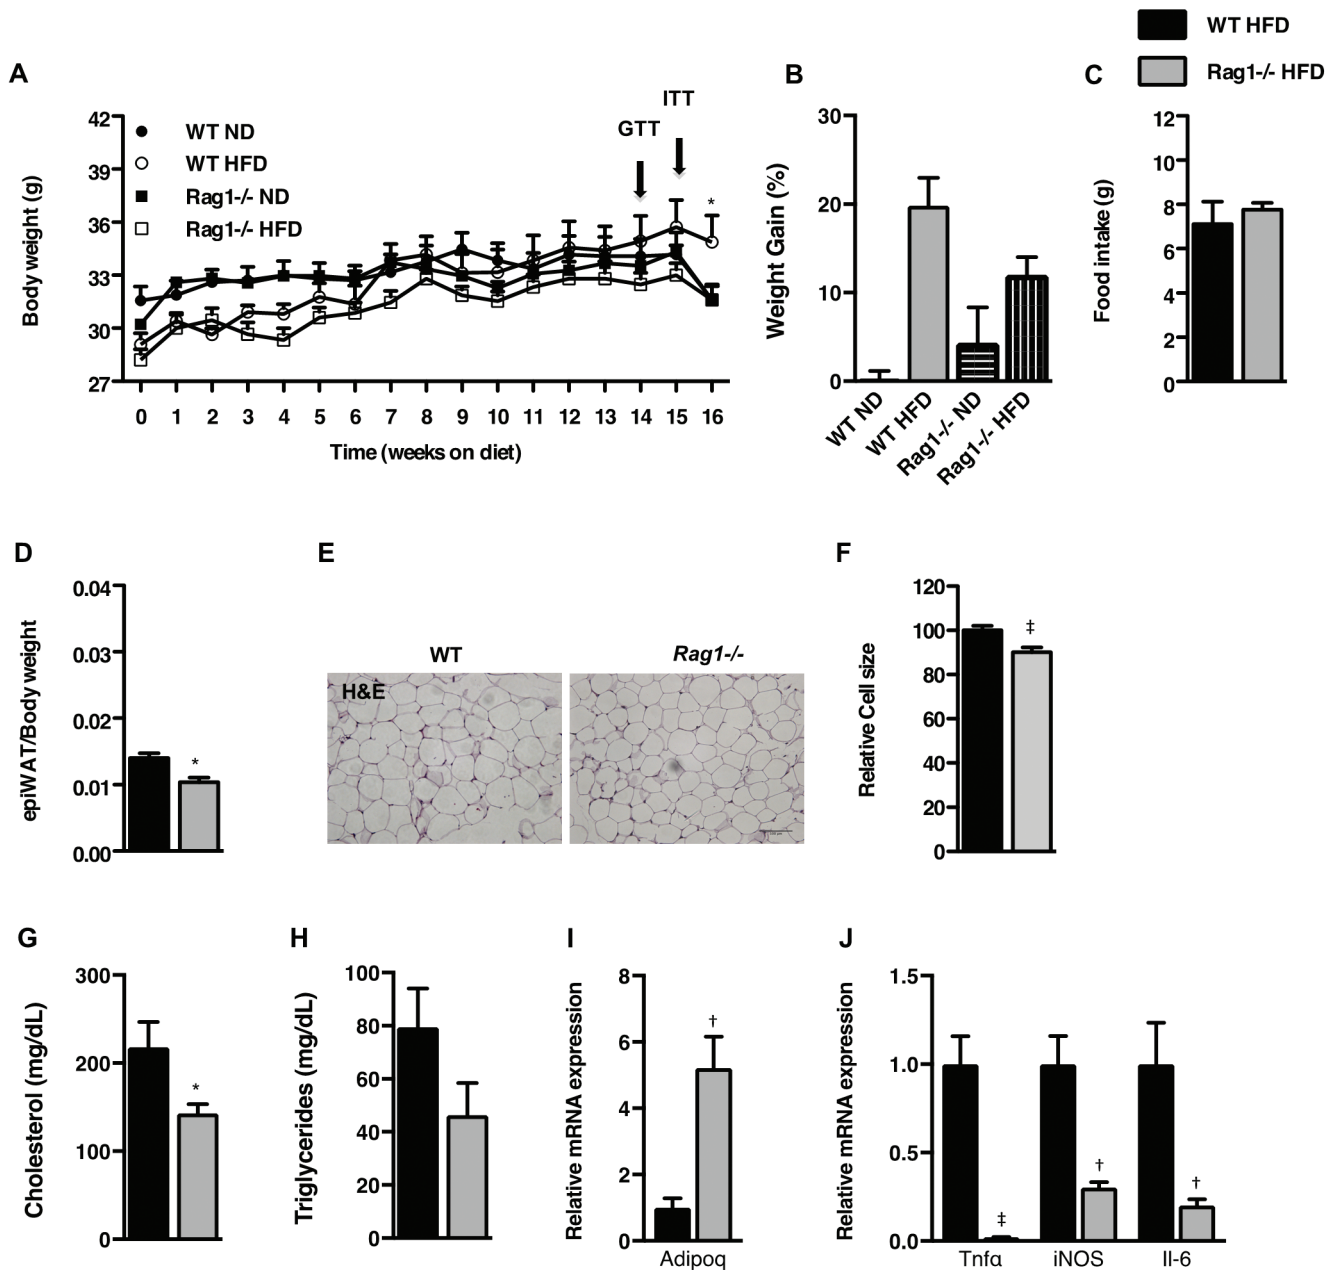 WT HFD
Rag1-/- HFD
A
Body weight (g)
42
39
36
33
30
27
WT ND
WT HFD
Rag1-/- ND
Rag1-/- HFD
GTT
ITT
*
0 1 2 3 4 5 6 7 8 9 10 11 12 13 14 15 16
Time (weeks on diet)
B
Weight Gain (%)
30
20
10
0
WT ND
WT HFD
Rag1-/- ND
Rag1-/- HFD
C
Food intake (g)
12
10
8
6
4
2
0
D
epiWAT/Body weight
0.04
0.03
0.02
0.01
0.00
*
E
WT
Rag1-/-
H&E
F
Relative Cell size
120
100
80
60
40
20
0
‡
G
Cholesterol (mg/dL)
300
200
100
0
*
H
Triglycerides (mg/dL)
100
80
60
40
20
0
I
Relative mRNA expression
8
6
4
2
0
†
Adipoq
J
Relative mRNA expression
1.5
1.0
0.5
0.0
‡
†
†
Tnfα iNOS Il-6